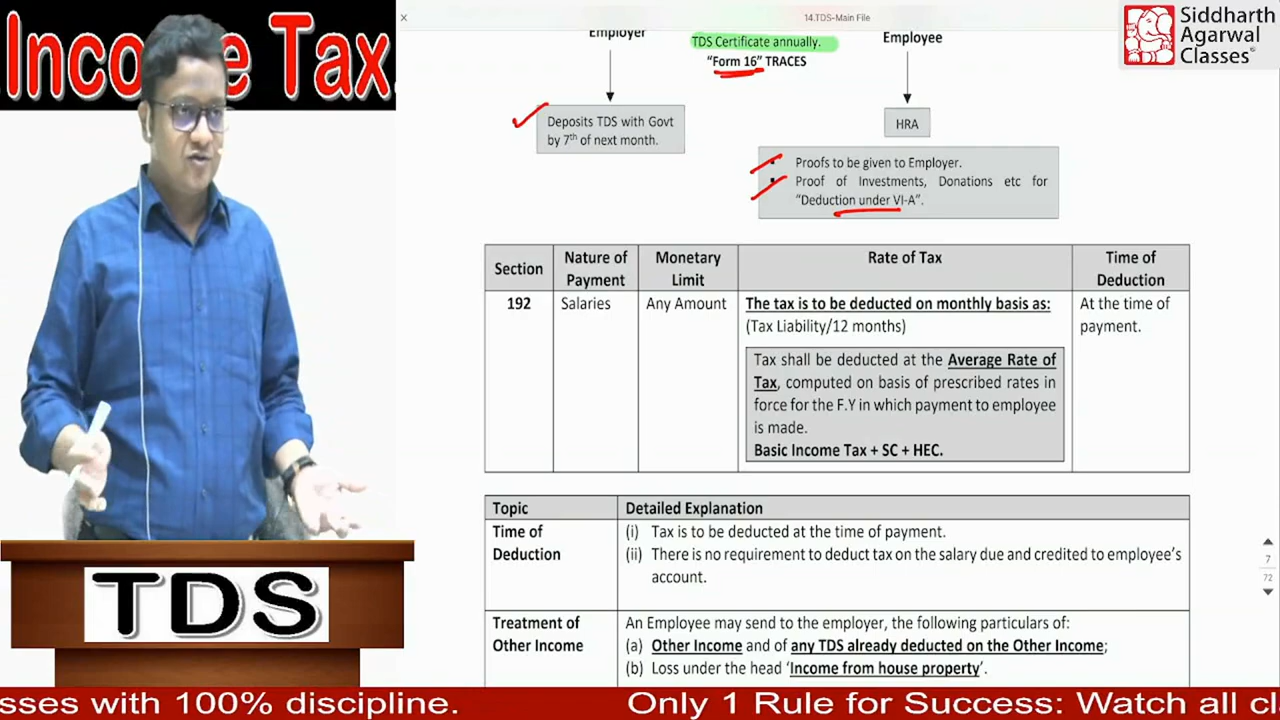 Income Tax.
14.TDS-Main File
Siddharth
Agarwal
Classes
Employer
TDS Certificate annually.
"Form 16" TRACES
Employee
Deposits TDS with Govt
by 7th of next month.
HRA
▪ Proofs to be given to Employer.
▪ Proof of Investments, Donations etc for
"Deduction under VI-A".
Section
Nature of
Payment
Monetary
Limit
Rate of Tax
Time of
Deduction
192
Salaries
Any Amount
The tax is to be deducted on monthly basis as:
(Tax Liability/12 months)
Tax shall be deducted at the Average Rate of
Tax, computed on basis of prescribed rates in
force for the F.Y in which payment to employee
is made.
Basic Income Tax + SC + HEC.
At the time of
payment.
Topic
Detailed Explanation
Time of
Deduction
(i) Tax is to be deducted at the time of payment.
(ii) There is no requirement to deduct tax on the salary due and credited to employee's
account.
Treatment of
Other Income
An Employee may send to the employer, the following particulars of:
(a) Other Income and of any TDS already deducted on the Other Income;
(b) Loss under the head 'Income from house property'.
7
72
TDS
sses with 100% discipline.
Only 1 Rule for Success: Watch all cl